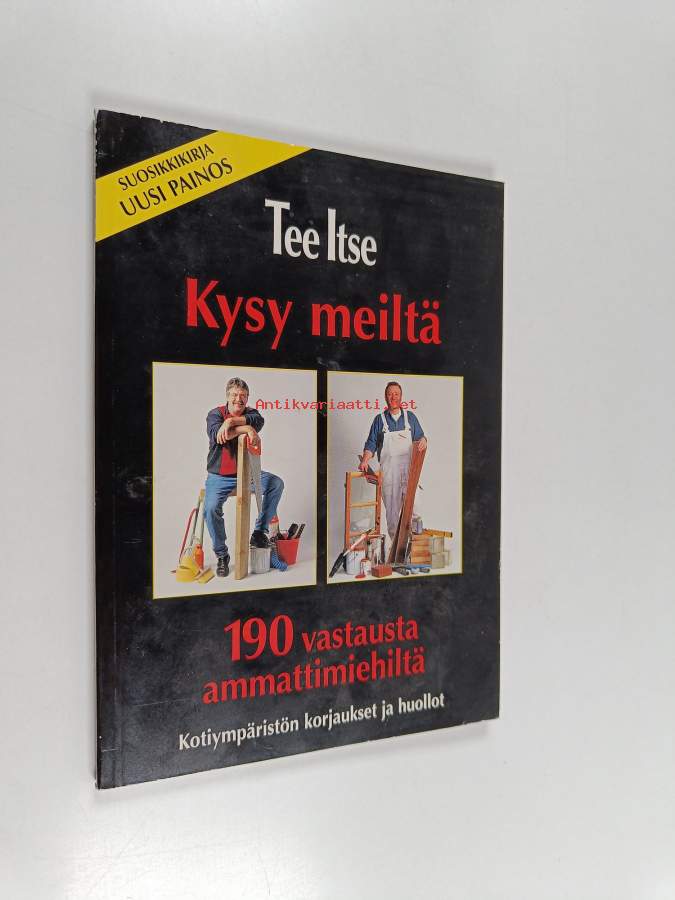 SUOSIKKIKIRJA
UUSI PAINOS
Tee Itse
Kysy meiltä
Antikvariaatti.net
190 vastausta
ammattimiehiltä
Kotiympäristön korjaukset ja huollot